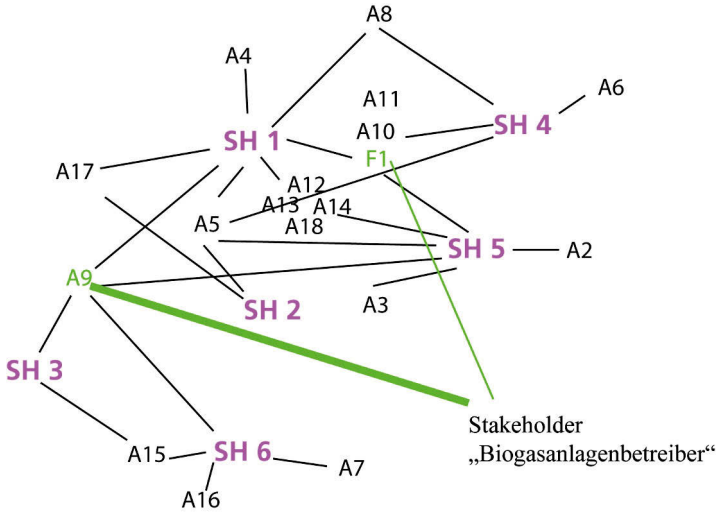 A8
A4
A6
A11
SH 4
A10
SH 1
F1
A17
A12
A13
A14
A5
A18
SH 5
A2
A9
A3
SH 2
SH 3
Stakeholder
„Biogasanlagenbetreiber“
A15
SH 6
A7
A16